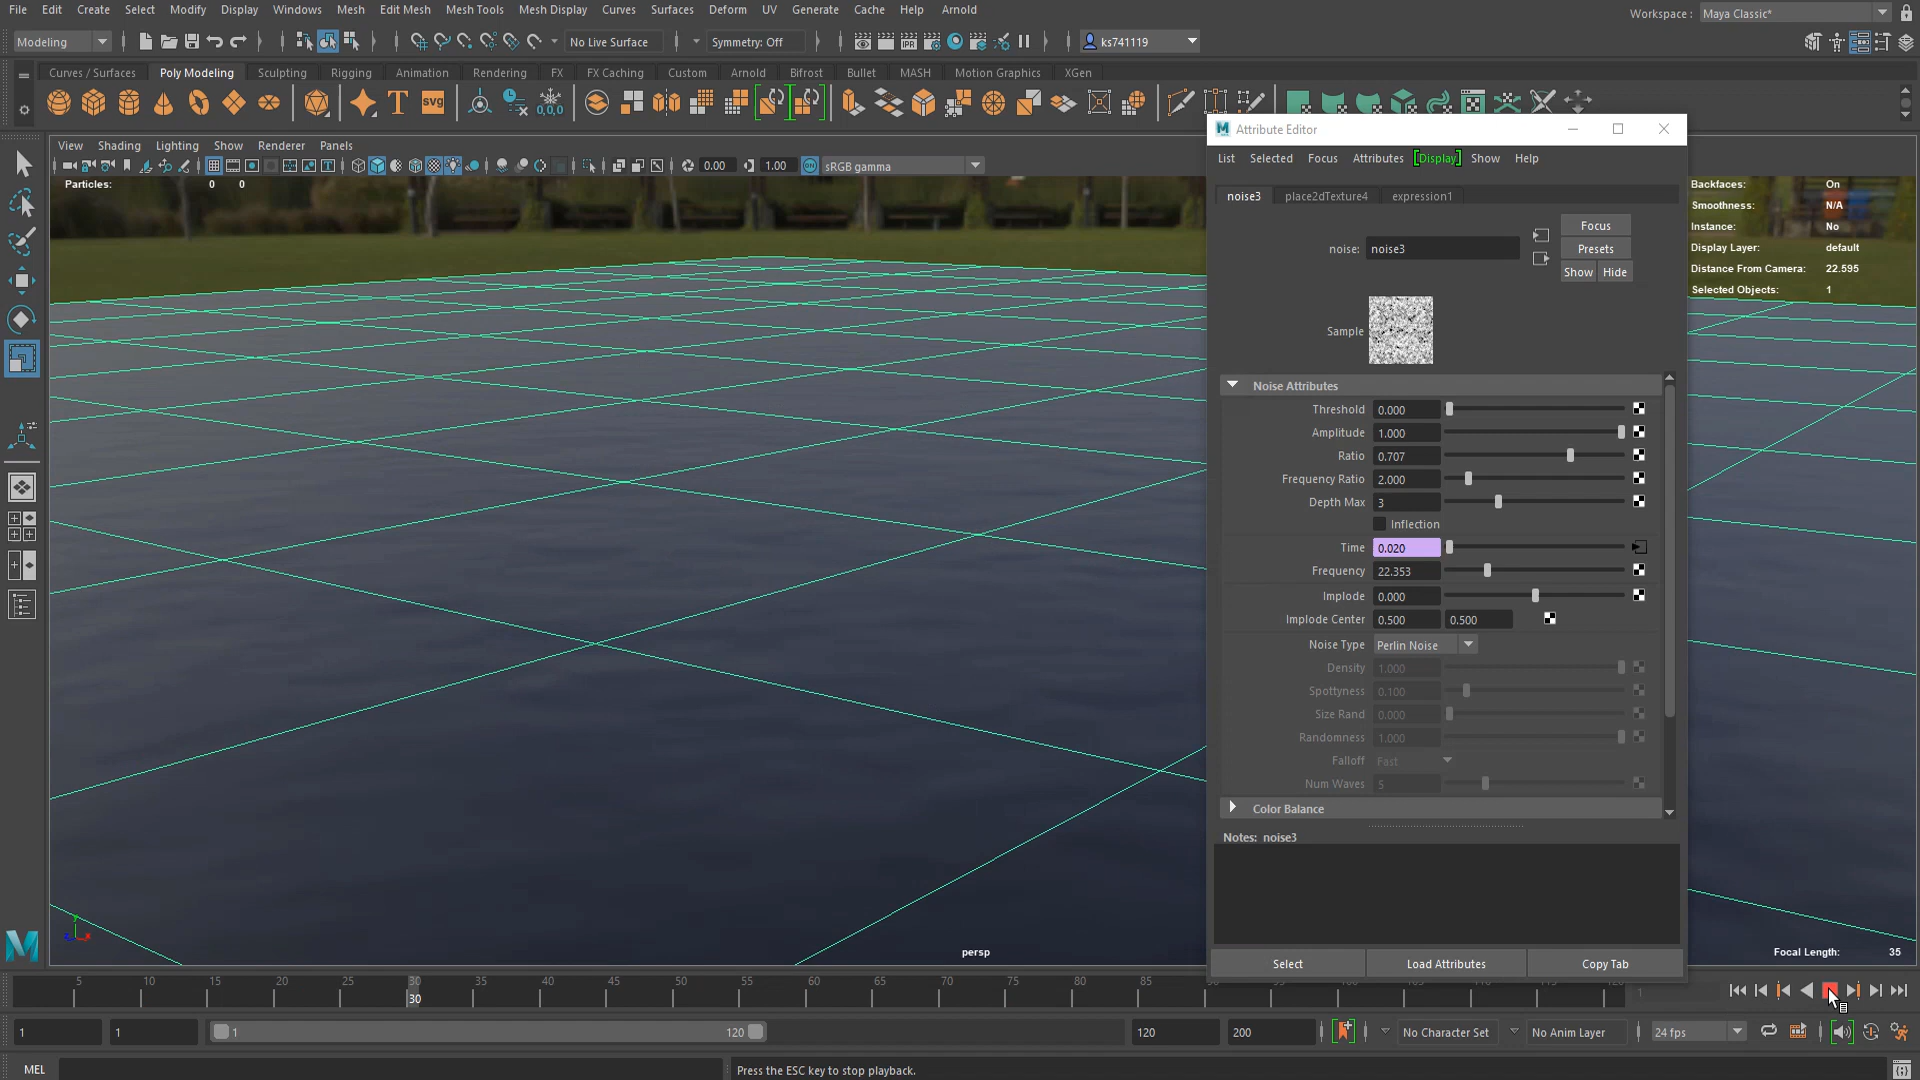 File Edit Create Select Modify Display Windows Mesh Edit Mesh Mesh Tools Mesh Display Curves Surfaces Deform UV Generate Cache Help Arnold
Workspace : Maya Classic*
Modeling No Live Surface Symmetry: Off IPR ks741119
Curves / Surfaces Poly Modeling Sculpting Rigging Animation Rendering FX FX Caching Custom Arnold Bifrost Bullet MASH Motion Graphics XGen
T SVG 0,0,0
Attribute Editor
View Shading Lighting Show Renderer Panels
List Selected Focus Attributes [Display] Show Help
0.00 1.00 sRGB gamma
Particles: 0 0
Backfaces: On
noise3 place2dTexture4 expression1
Smoothness: N/A
Focus
Instance: No
noise: noise3 Presets
Display Layer: default
Show Hide
Distance From Camera: 22.595
Selected Objects: 1
Sample
Noise Attributes
Threshold 0.000
Amplitude 1.000
Ratio 0.707
Frequency Ratio 2.000
Depth Max 3
Inflection
Time 0.020
Frequency 22.353
Implode 0.000
Implode Center 0.500 0.500
Noise Type Perlin Noise
Density 1.000
Spottyness 0.100
Size Rand 0.000
Randomness 1.000
Falloff Fast
Num Waves 5
Color Balance
Notes: noise3
persp
Focal Length: 35
Select Load Attributes Copy Tab
5 10 15 20 25 30 35 40 45 50 55 60 65 70 75 80 85
30
1
1 1 1 120 120 200 No Character Set No Anim Layer 24 fps
MEL Press the ESC key to stop playback.